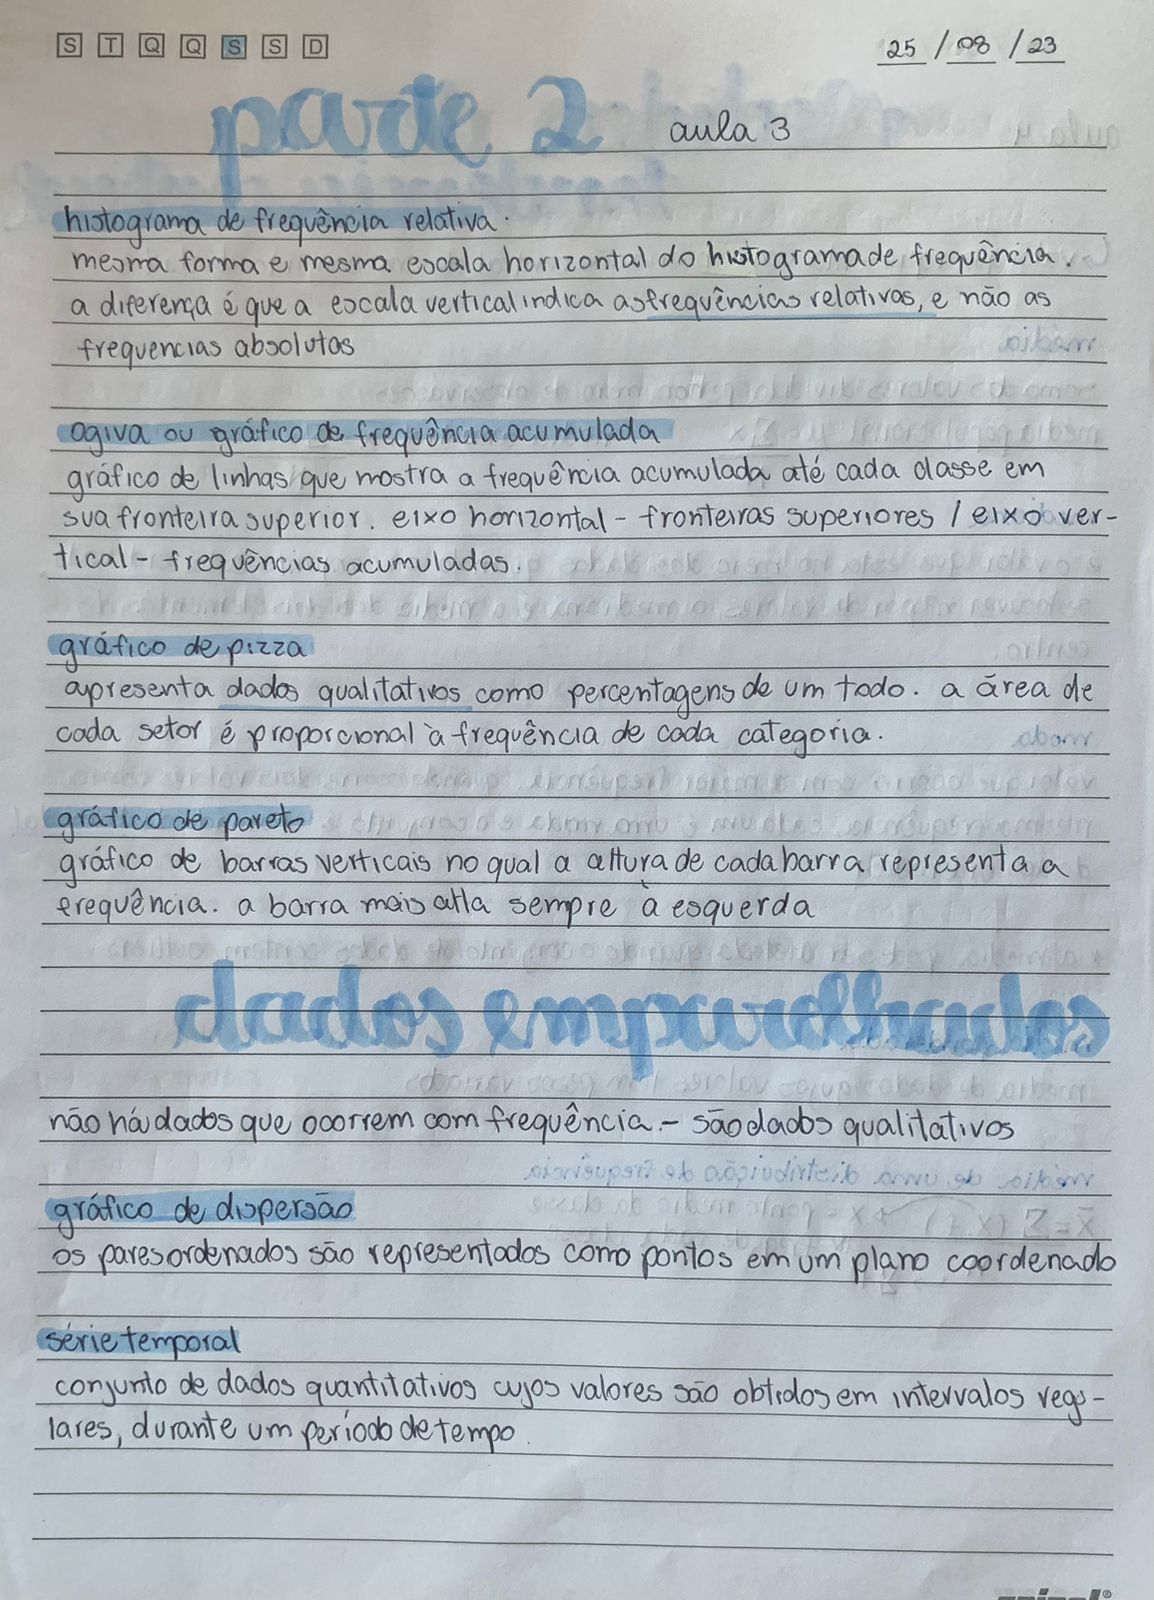 S T Q Q S S D
25 / 08 / 23
parte 2 aula 3
histograma de frequência relativa.
mesma forma e mesma escala horizontal do histograma de frequência.
a diferença é que a escala vertical indica as frequências relativas, e não as
frequencias absolutas
ogiva ou gráfico de frequência acumulada
gráfico de linhas que mostra a frequência acumulada até cada classe em
sua fronteira superior. eixo horizontal - fronteiras superiores / eixo ver-
tical - frequências acumuladas.
gráfico de pizza
apresenta dados qualitativos como percentagens de um todo. a área de
cada setor é proporcional à frequência de cada categoria.
gráfico de pareto
gráfico de barras verticais no qual a altura de cada barra representa a
frequência. a barra mais alta sempre à esquerda
dados emparelhados
não há dados que ocorrem com frequência - são dados qualitativos
gráfico de dispersão
os pares ordenados são representados como pontos em um plano coordenado
série temporal
conjunto de dados quantitativos cujos valores são obtidos em intervalos regu-
lares, durante um período de tempo.